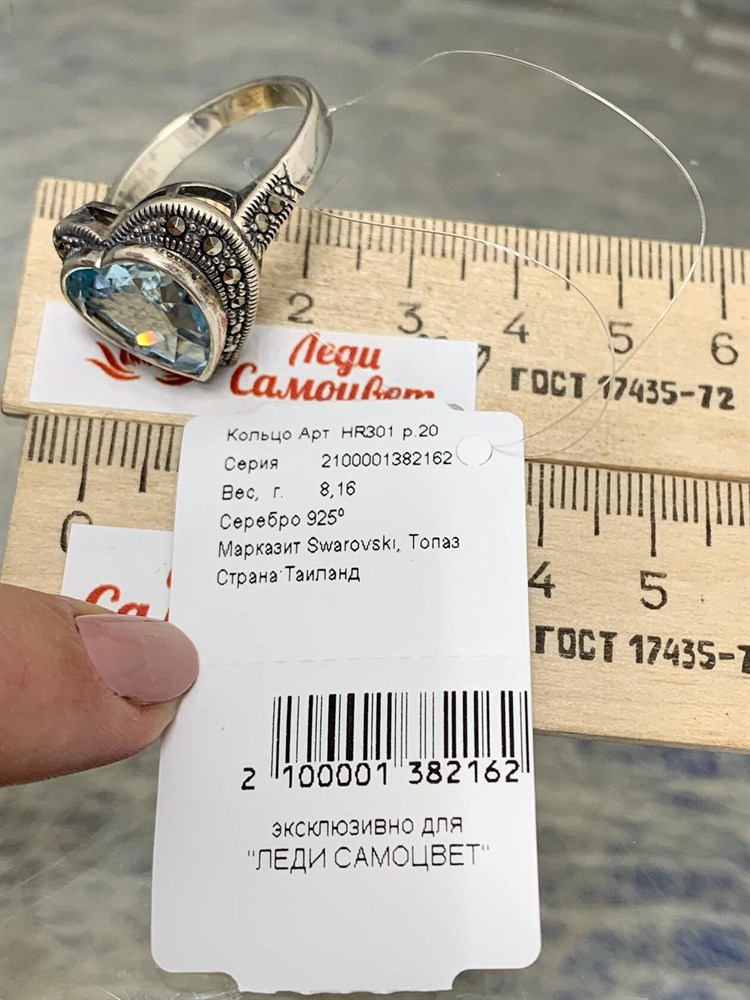 2 3 4 5 6
Леди
Самоцвет
ГОСТ 17435-72
Кольцо Арт HR301 р.20
Серия 2100001382162
Вес, г. 8,16
Серебро 925⁰
Марказит Swarovski, Топаз
Страна Таиланд
0
4 5
Са
ГОСТ 17435-7
2 100001 382162
ЭКСКЛЮЗИВНО ДЛЯ
"ЛЕДИ САМОЦВЕТ"